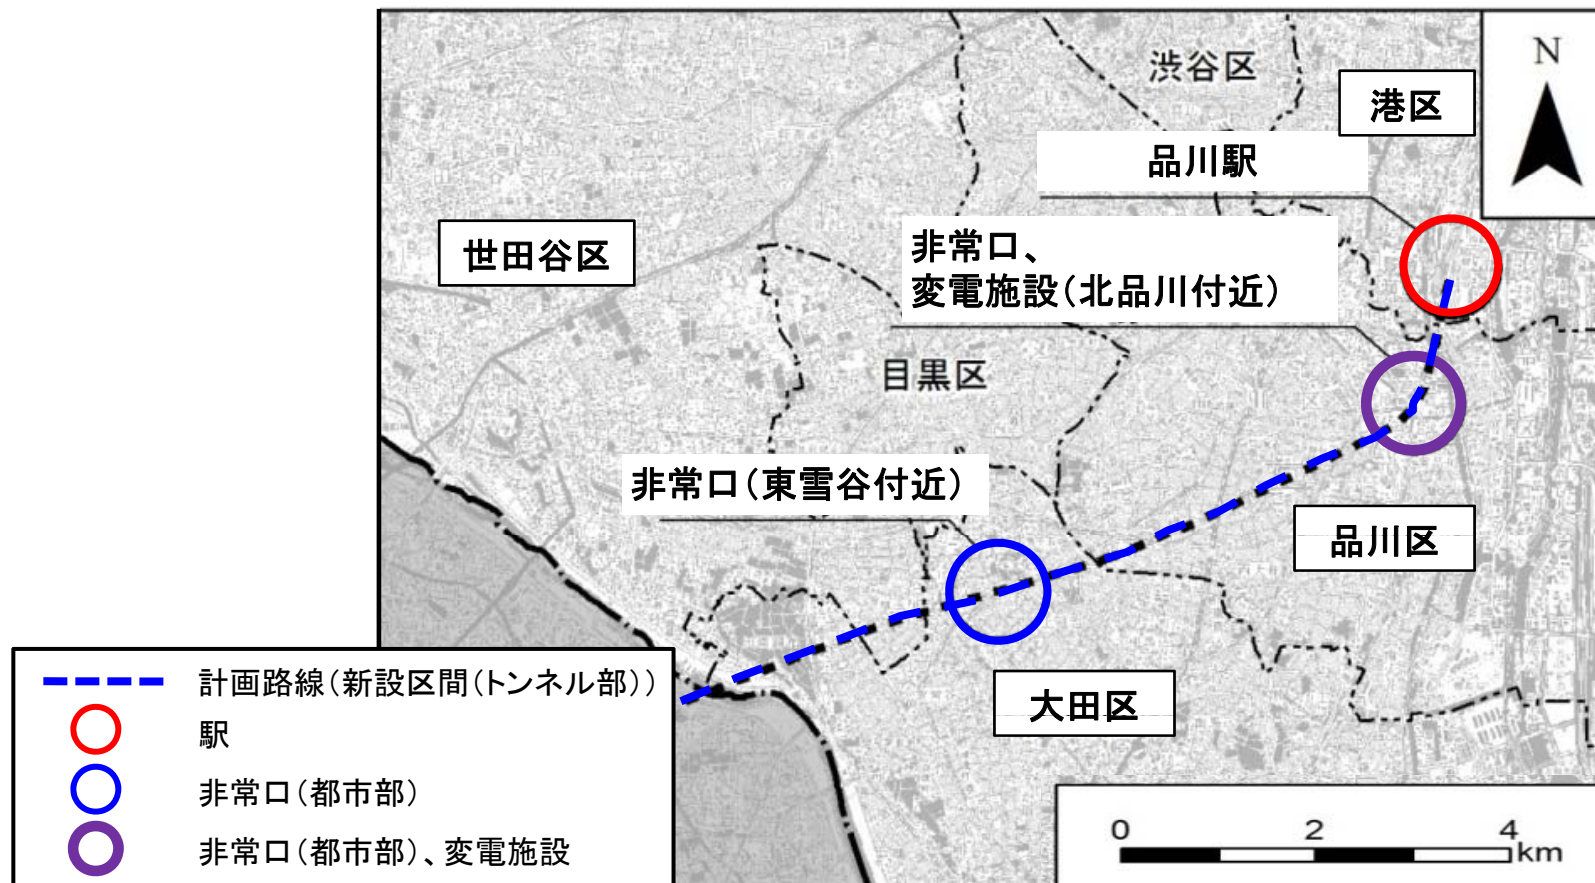 渋谷区
N
港区
品川駅
世田谷区
非常口、
変電施設(北品川付近)
目黒区
非常口(東雪谷付近)
品川区
大田区
計画路線(新設区間(トンネル部))
駅
非常口(都市部)
非常口(都市部)、変電施設
0 2 4
km